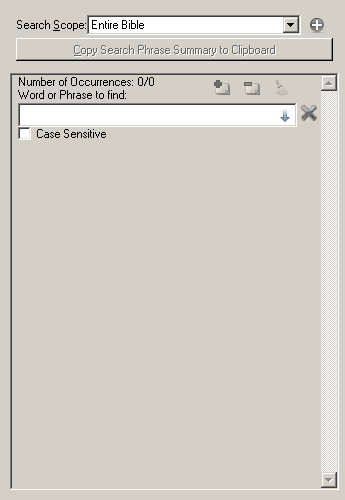 Search Scope: Entire Bible
Copy Search Phrase Summary to Clipboard
Number of Occurrences: 0/0
Word or Phrase to find:
Case Sensitive